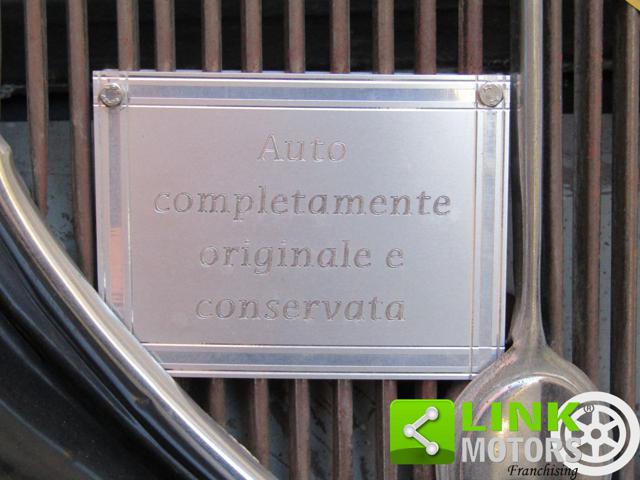 Auto
completamente
originale e
conservata
LINK
MOTORS®
Franchising